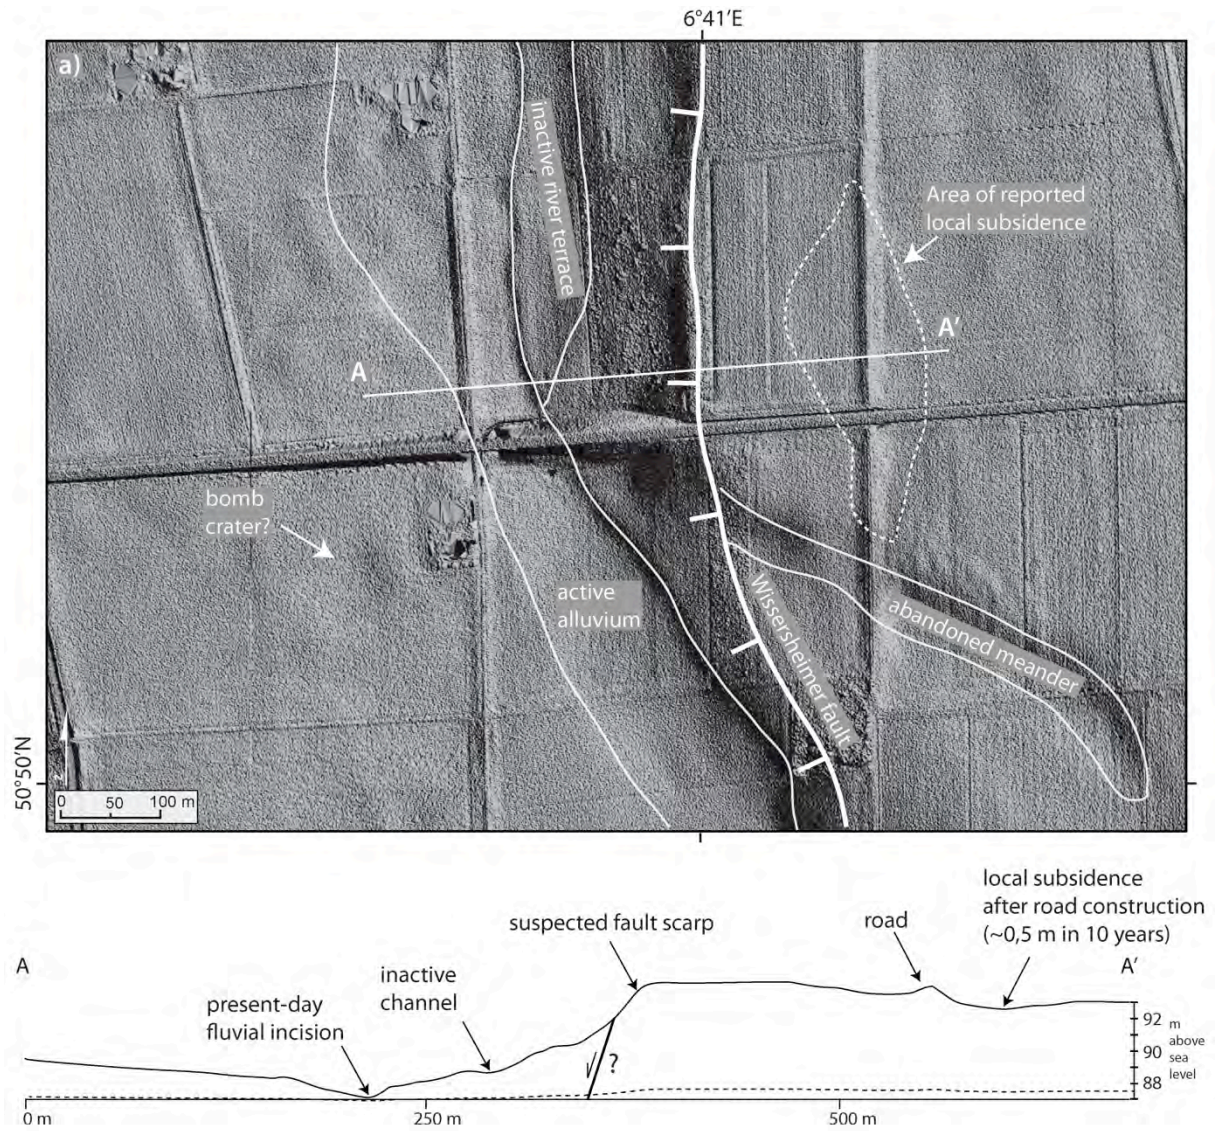 6°41'E
a)
inactive river terrace
Area of reported
local subsidence
A
A'
bomb
crater?
active
alluvium
Wissersheimer fault
abandoned meander
50°50'N
0 50 100 m
local subsidence
after road construction
(~0,5 m in 10 years)
suspected fault scarp
road
A
A'
inactive
channel
present-day
fluvial incision
92
90
88
m
above
sea
level
?
0 m
250 m
500 m